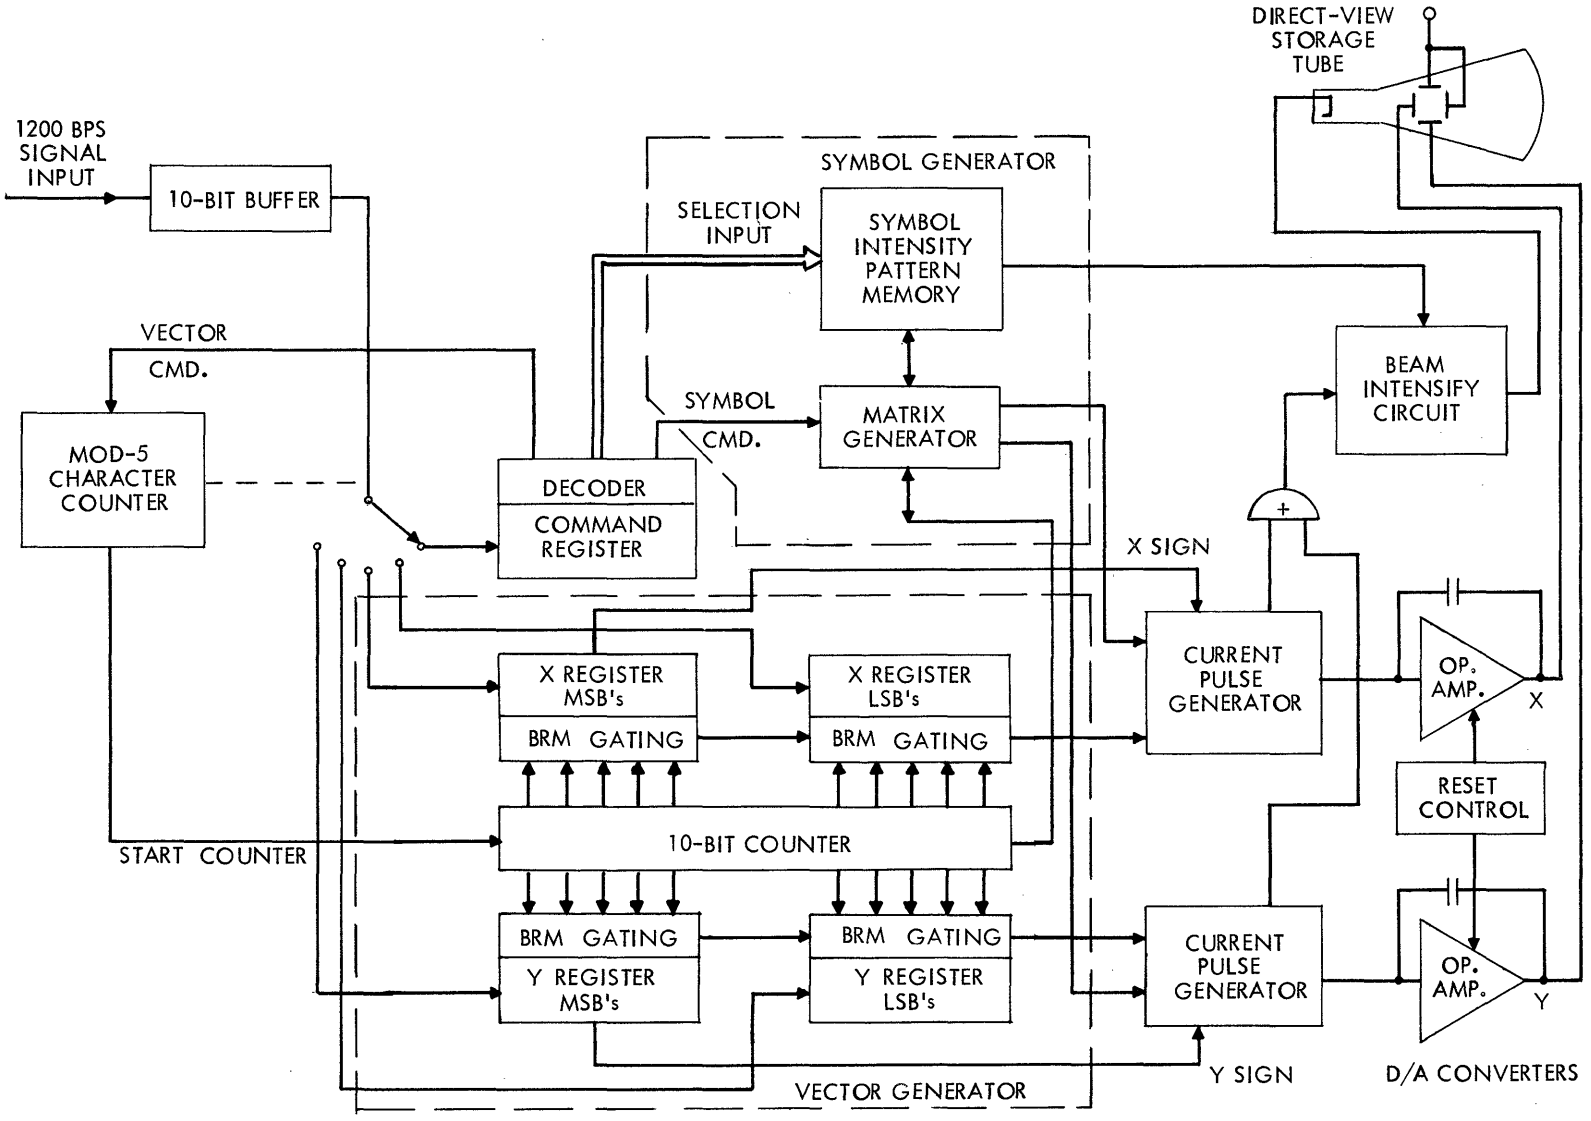 DIRECT-VIEW
STORAGE
TUBE
1200 BPS
SIGNAL
INPUT
10-BIT BUFFER
SYMBOL GENERATOR
SELECTION
INPUT
SYMBOL
INTENSITY
PATTERN
MEMORY
VECTOR
CMD.
BEAM
INTENSIFY
CIRCUIT
SYMBOL
CMD.
MATRIX
GENERATOR
MOD-5
CHARACTER
COUNTER
DECODER
COMMAND
REGISTER
+
X SIGN
X REGISTER
MSB's
BRM GATING
X REGISTER
LSB's
BRM GATING
CURRENT
PULSE
GENERATOR
OP.
AMP.
X
RESET
CONTROL
10-BIT COUNTER
START COUNTER
BRM GATING
Y REGISTER
MSB's
BRM GATING
Y REGISTER
LSB's
CURRENT
PULSE
GENERATOR
OP.
AMP.
Y
Y SIGN
D/A CONVERTERS
VECTOR GENERATOR